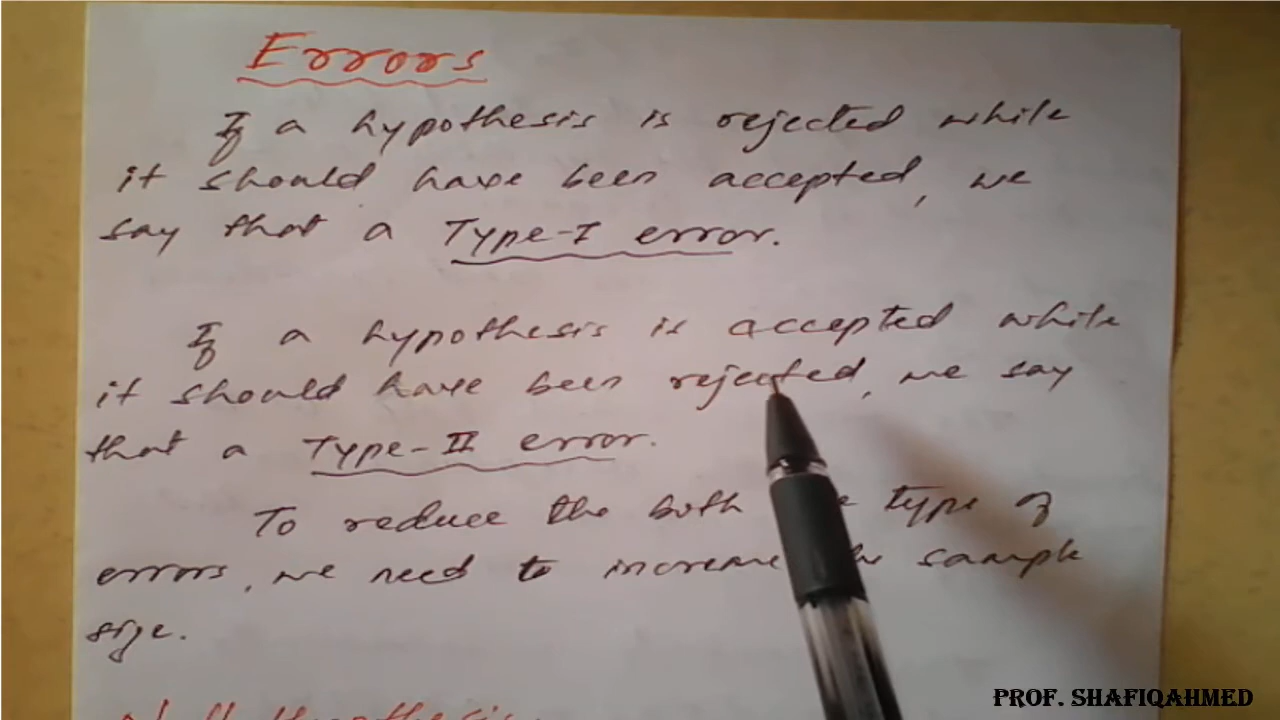 Errors
If a hypothesis is rejected while
it should have been accepted, we
say that a Type-I error.
If a hypothesis is accepted while
it should have been rejected, we say
that a Type-II error.
To reduce the both type of
errors, we need to increase sample
size.
Null Hypothesis
PROF. SHAFIQAHMED